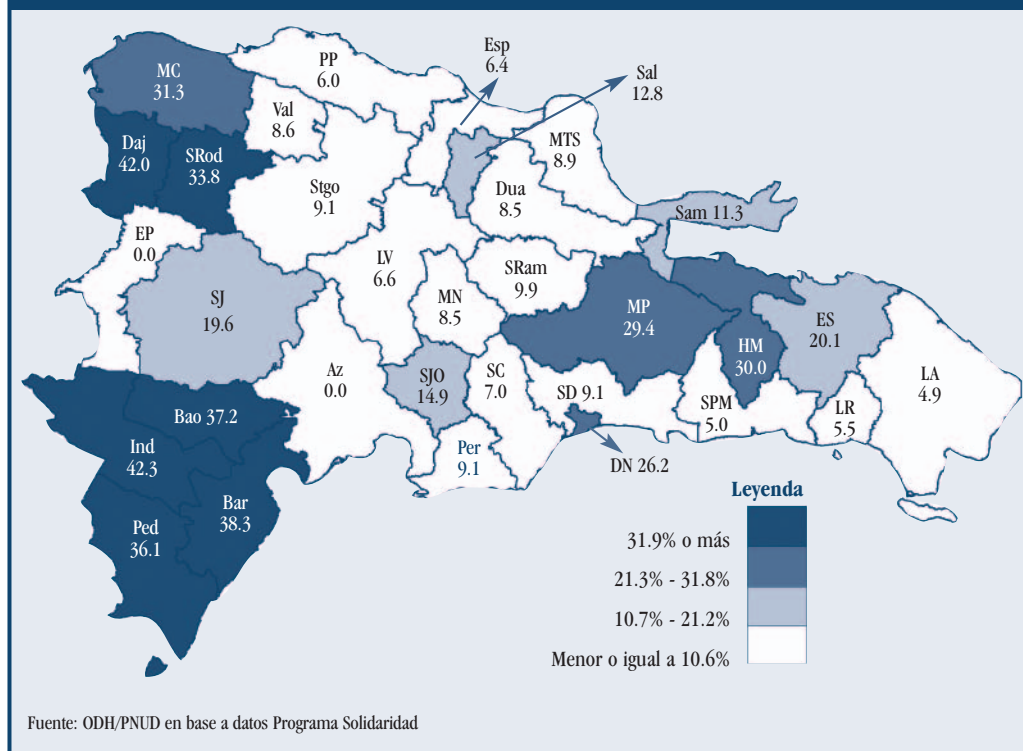 Esp
6.4
Sal
12.8
PP
6.0
MC
31.3
Val
8.6
MTS
8.9
Daj
42.0
SRod
33.8
Stgo
9.1
Dua
8.5
Sam 11.3
EP
0.0
LV
6.6
SRam
9.9
SJ
19.6
MN
8.5
MP
29.4
ES
20.1
HM
30.0
Az
0.0
SJO
14.9
SC
7.0
SD 9.1
SPM
5.0
LR
5.5
LA
4.9
Bao 37.2
Ind
42.3
Per
9.1
DN 26.2
Bar
38.3
Ped
36.1
Leyenda
31.9% o más
21.3% - 31.8%
10.7% - 21.2%
Menor o igual a 10.6%
Fuente: ODH/PNUD en base a datos Programa Solidaridad